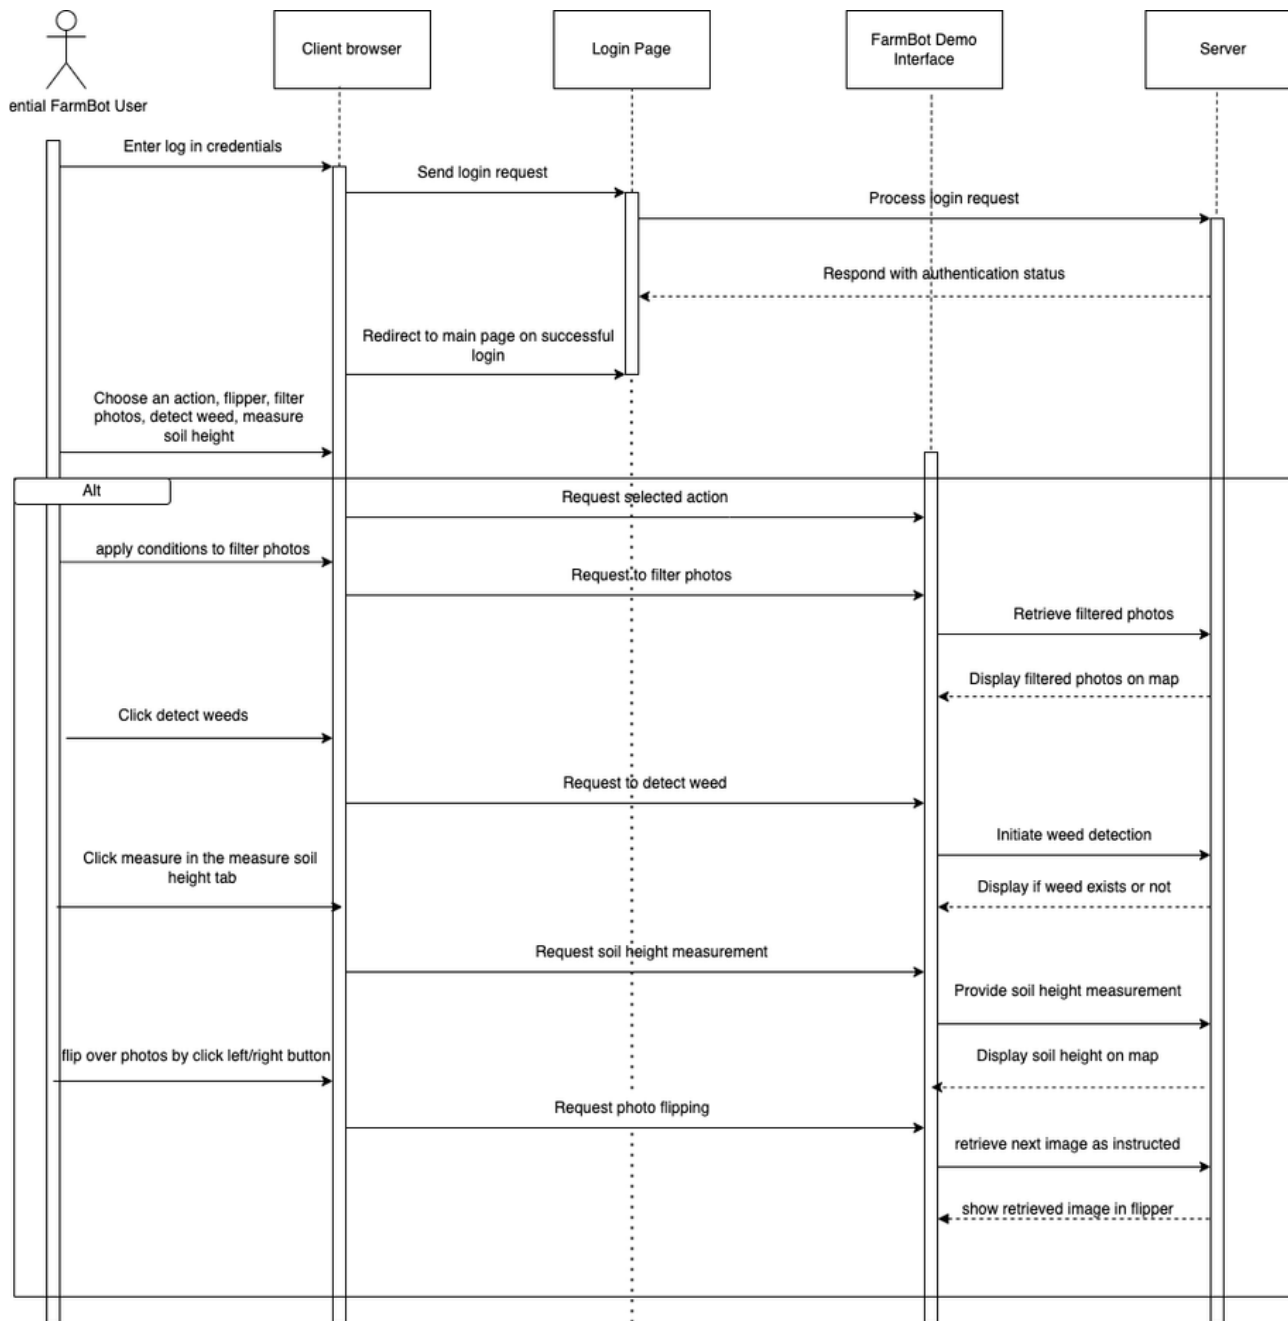 Client browser
Login Page
FarmBot Demo
Interface
Server
ential FarmBot User
Enter log in credentials
Send login request
Process login request
Respond with authentication status
Redirect to main page on successful
login
Choose an action, flipper, filter
photos, detect weed, measure
soil height
Alt
Request selected action
apply conditions to filter photos
Request to filter photos
Retrieve filtered photos
Display filtered photos on map
Click detect weeds
Request to detect weed
Initiate weed detection
Click measure in the measure soil
height tab
Display if weed exists or not
Request soil height measurement
Provide soil height measurement
flip over photos by click left/right button
Display soil height on map
Request photo flipping
retrieve next image as instructed
show retrieved image in flipper